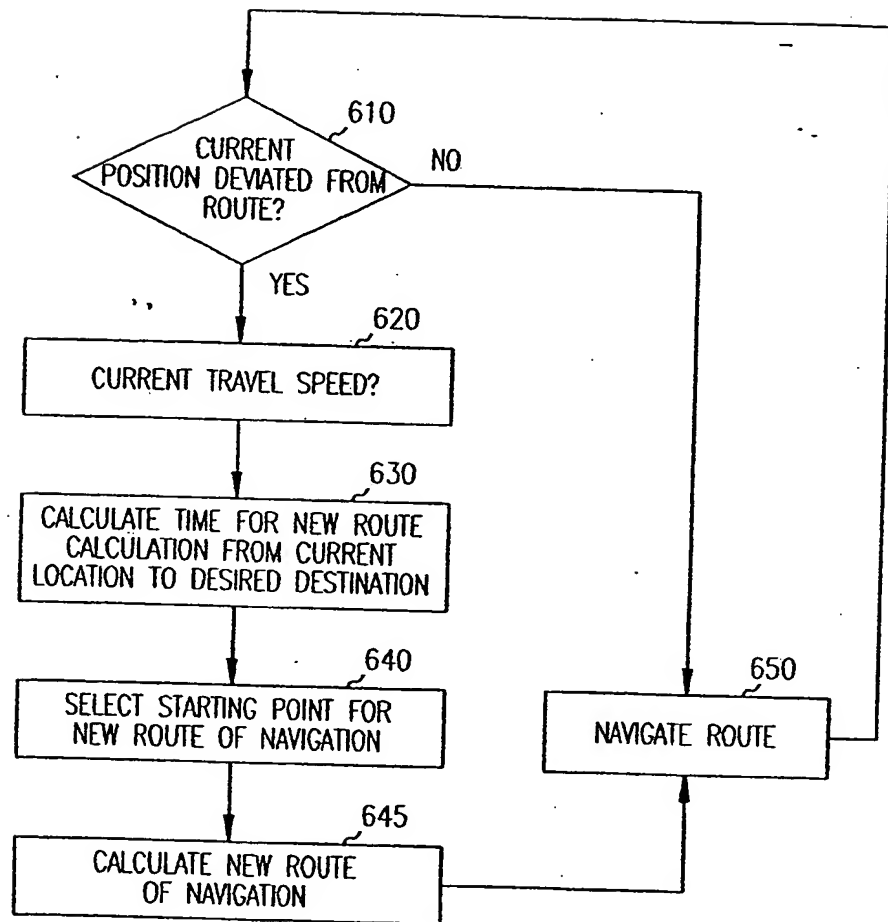 610
CURRENT
POSITION DEVIATED FROM
ROUTE?
NO
YES
620
CURRENT TRAVEL SPEED?
630
CALCULATE TIME FOR NEW ROUTE
CALCULATION FROM CURRENT
LOCATION TO DESIRED DESTINATION
640
SELECT STARTING POINT FOR
NEW ROUTE OF NAVIGATION
650
NAVIGATE ROUTE
645
CALCULATE NEW ROUTE
OF NAVIGATION